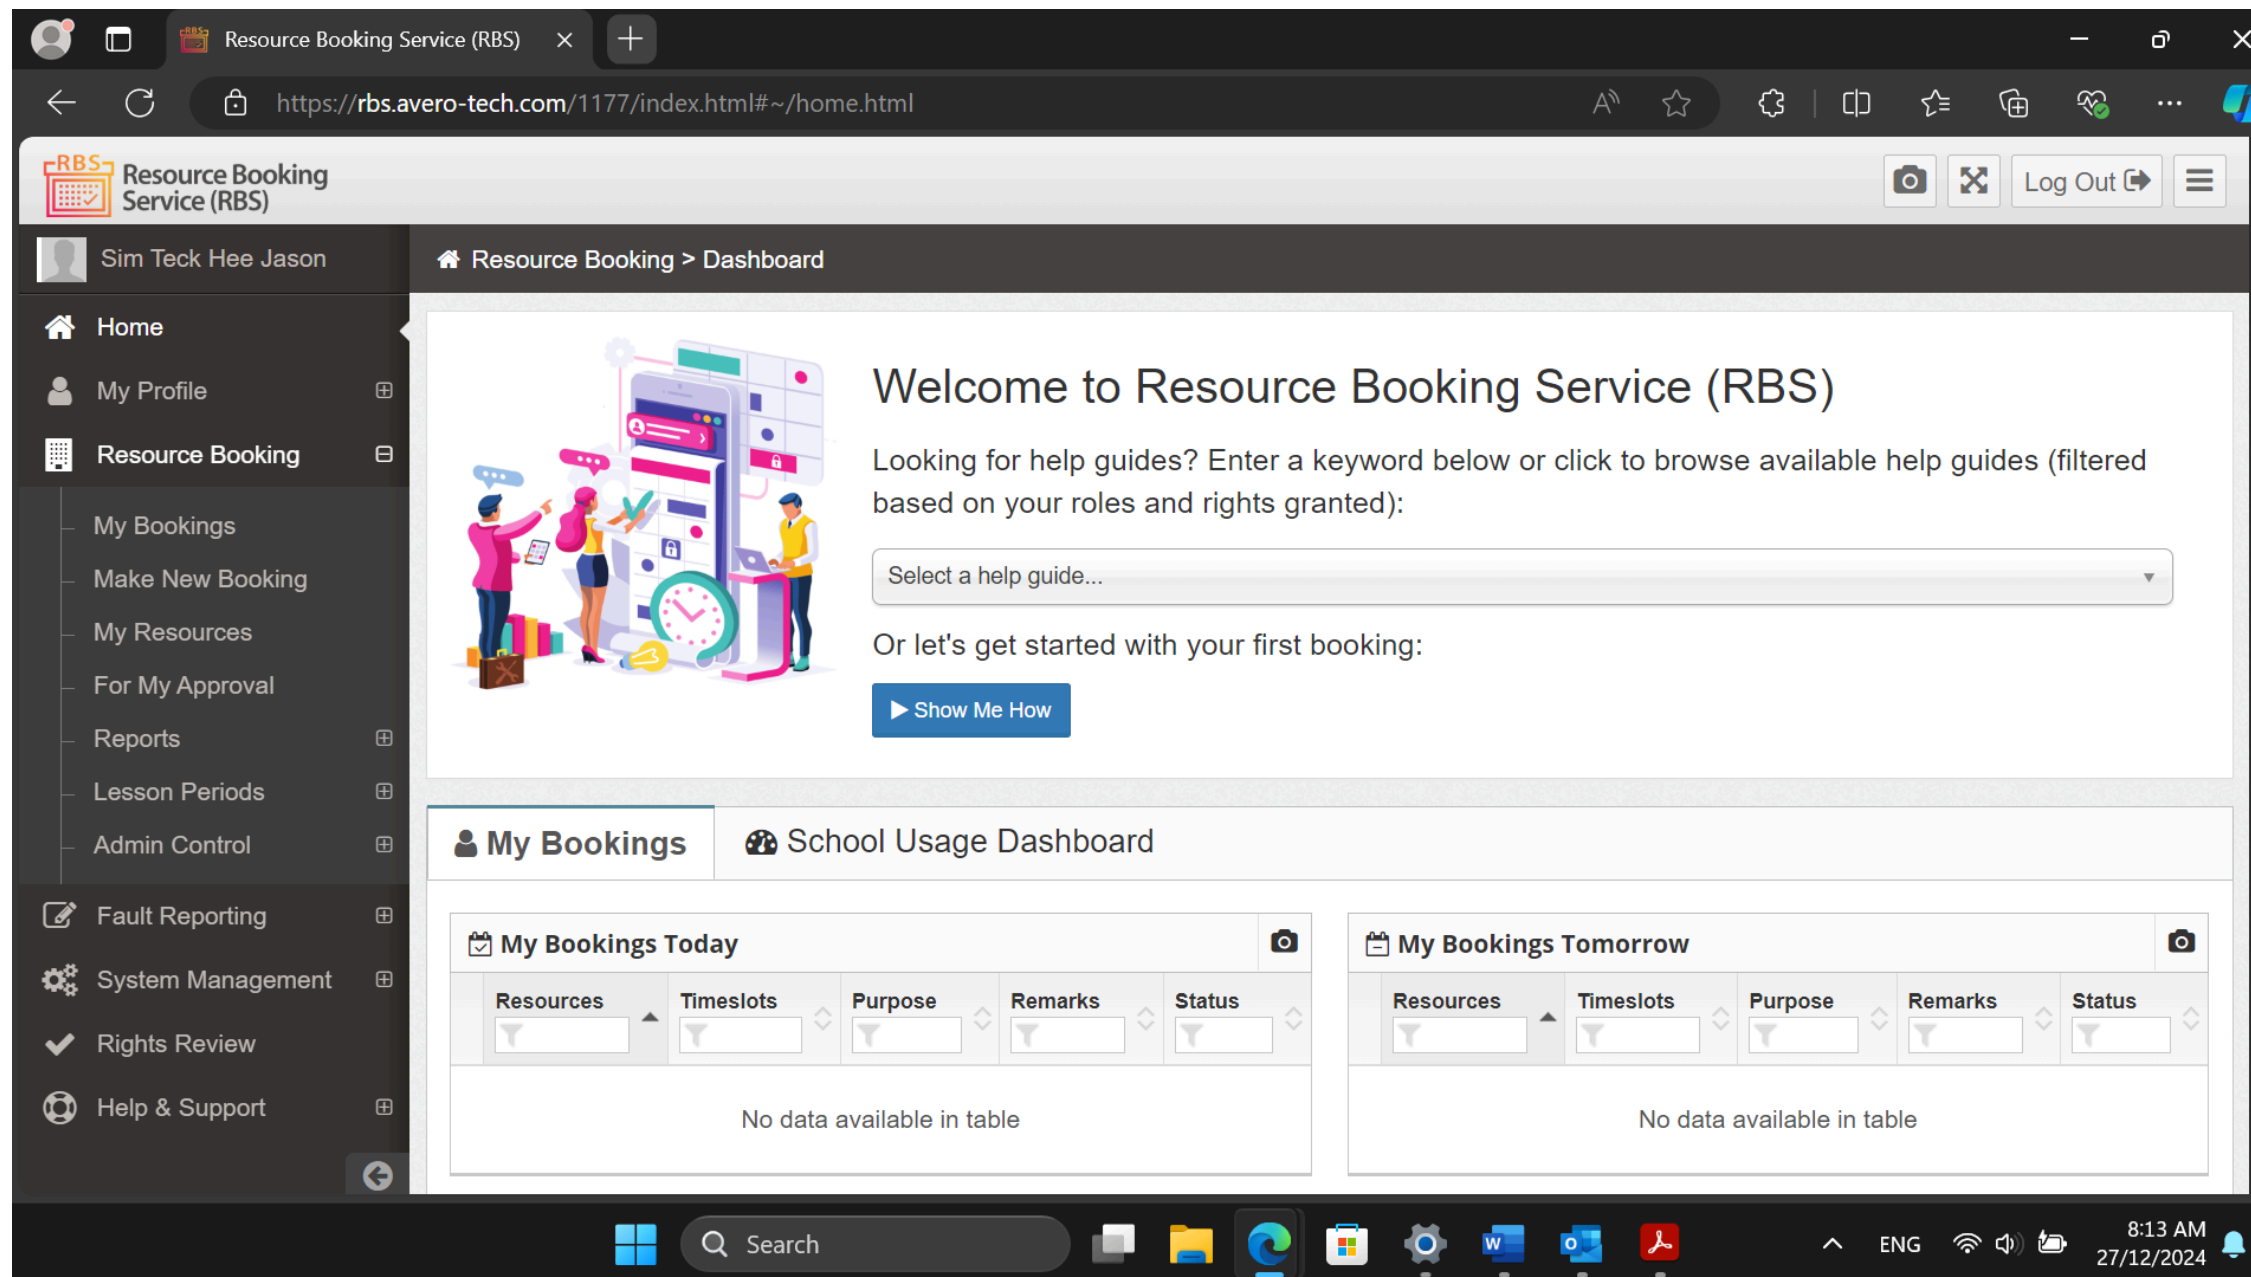 Resource Booking Service (RBS)
https://rbs.avero-tech.com/1177/index.html#~/home.html
RBS
Resource Booking
Service (RBS)
Log Out
Sim Teck Hee Jason
Resource Booking > Dashboard
Home
My Profile
Resource Booking
My Bookings
Make New Booking
My Resources
For My Approval
Reports
Lesson Periods
Admin Control
Fault Reporting
System Management
Rights Review
Help & Support
Welcome to Resource Booking Service (RBS)
Looking for help guides? Enter a keyword below or click to browse available help guides (filtered
based on your roles and rights granted):
Select a help guide...
Or let's get started with your first booking:
Show Me How
My Bookings
School Usage Dashboard
My Bookings Today
Resources Timeslots Purpose Remarks Status
No data available in table
My Bookings Tomorrow
Resources Timeslots Purpose Remarks Status
No data available in table
Search
ENG
8:13 AM
27/12/2024